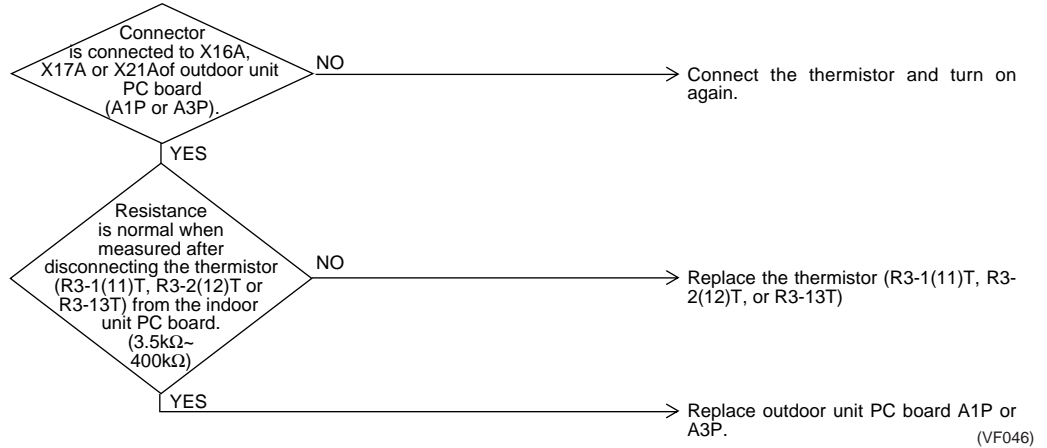 Connector
is connected to X16A,
X17A or X21Aof outdoor unit
PC board
(A1P or A3P).
NO
Connect the thermistor and turn on
again.
YES
Resistance
is normal when
measured after
disconnecting the thermistor
(R3-1(11)T, R3-2(12)T or
R3-13T) from the indoor
unit PC board.
(3.5kΩ~
400kΩ)
NO
Replace the thermistor (R3-1(11)T, R3-
2(12)T, or R3-13T)
YES
Replace outdoor unit PC board A1P or
A3P.
(VF046)